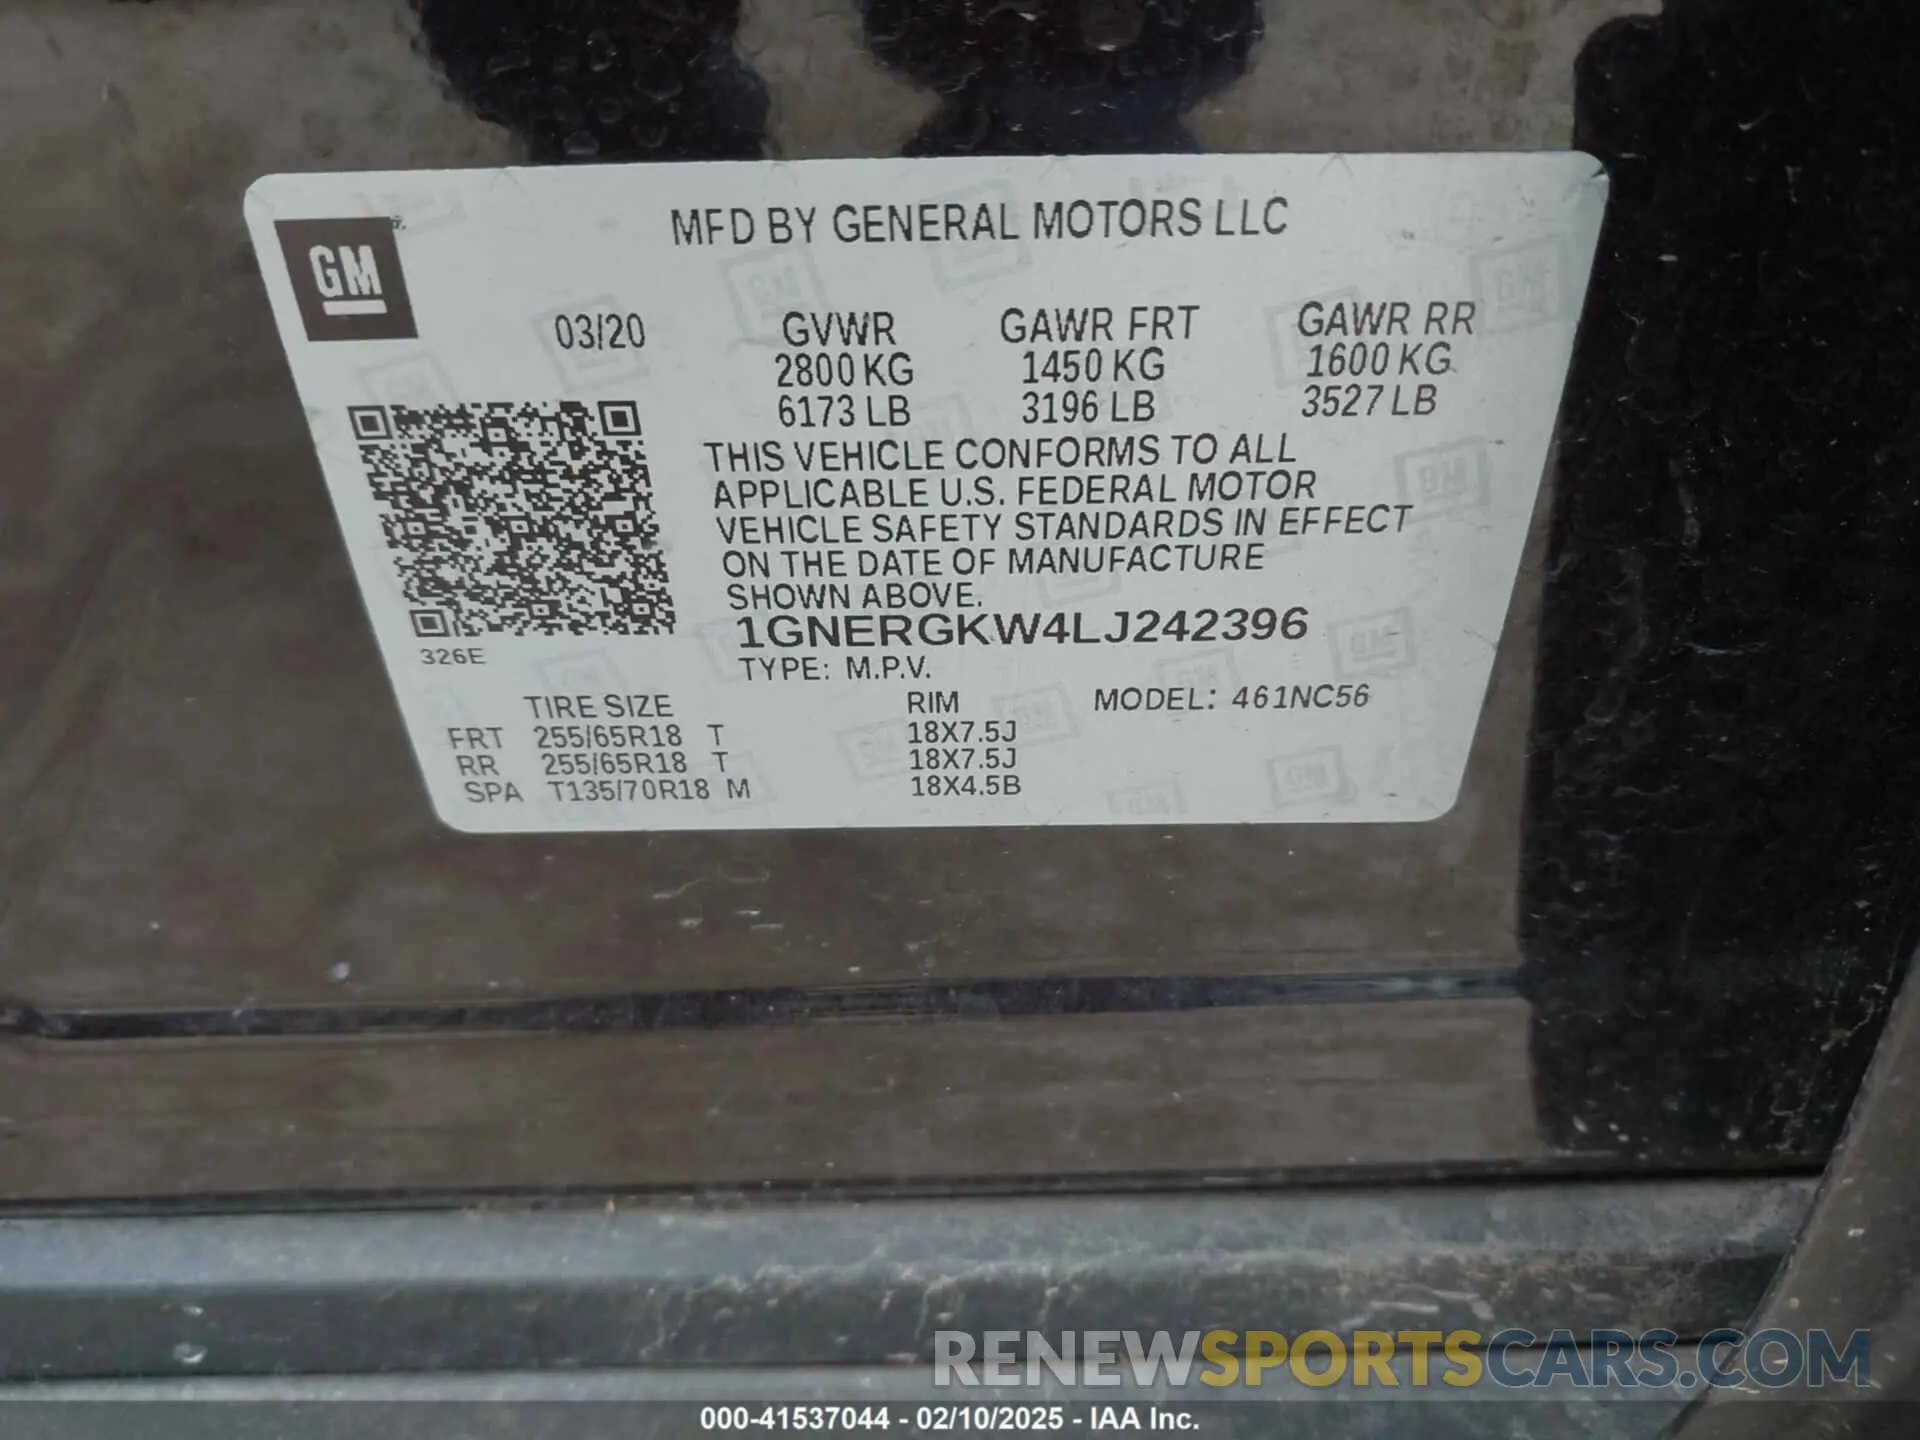 MFD BY GENERAL MOTORS LLC
GM
03/20 GVWR GAWR FRT GAWR RR
2800 KG 1450 KG 1600 KG
6173 LB 3196 LB 3527 LB
THIS VEHICLE CONFORMS TO ALL
APPLICABLE U.S. FEDERAL MOTOR
VEHICLE SAFETY STANDARDS IN EFFECT
ON THE DATE OF MANUFACTURE
SHOWN ABOVE.
1GNERGKW4LJ242396
326E
TYPE: M.P.V.
TIRE SIZE RIM MODEL: 461NC56
FRT 255/65R18 T 18X7.5J
RR 255/65R18 T 18X7.5J
SPA T135/70R18 M 18X4.5B
RENEWSPORTSCARS.COM
000-41537044 - 02/10/2025 - IAA Inc.